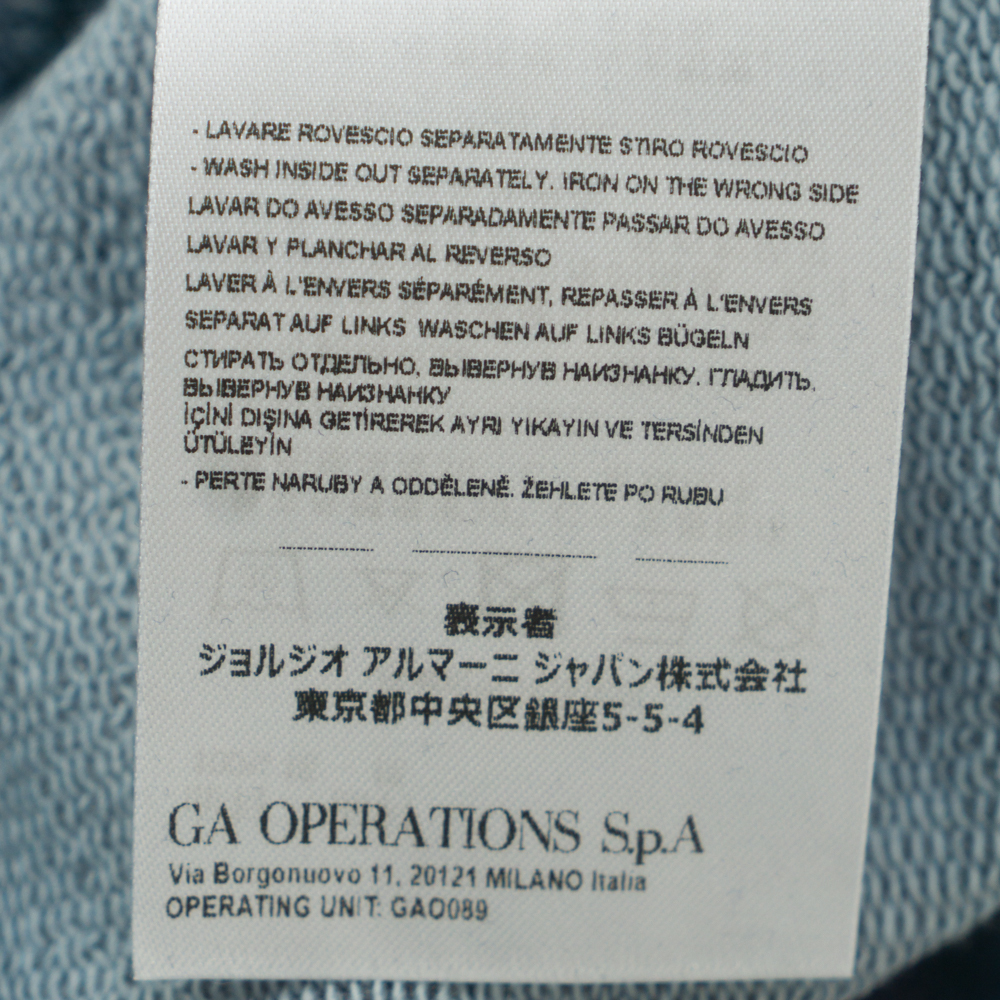 - LAVARE ROVESCIO SEPARATAMENTE STIRO ROVESCIO
- WASH INSIDE OUT SEPARATELY. IRON ON THE WRONG SIDE
LAVAR DO AVESSO SEPARADAMENTE PASSAR DO AVESSO
LAVAR Y PLANCHAR AL REVERSO
LAVER À L'ENVERS SÉPARÉMENT, REPASSER À L'ENVERS
SEPARAT AUF LINKS WASCHEN AUF LINKS BÜGELN
СТИРАТЬ ОТДЕЛЬНО, ВЫВЕРНУВ НАИЗНАНКУ. ГЛАДИТЬ,
ВЫВЕРНУВ НАИЗНАНКУ
İÇİNİ DIŞINA GETİREREK AYRI YIKAYIN VE TERSİNDEN
ÜTÜLEYİN
- PERTE NARUBY A ODDĚLENĚ. ŽEHLETE PO RUBU
表示者
ジョルジオ アルマーニ ジャパン株式会社
東京都中央区銀座5-5-4
GA OPERATIONS S.p.A
Via Borgonuovo 11, 20121 MILANO Italia
OPERATING UNIT: GAO089